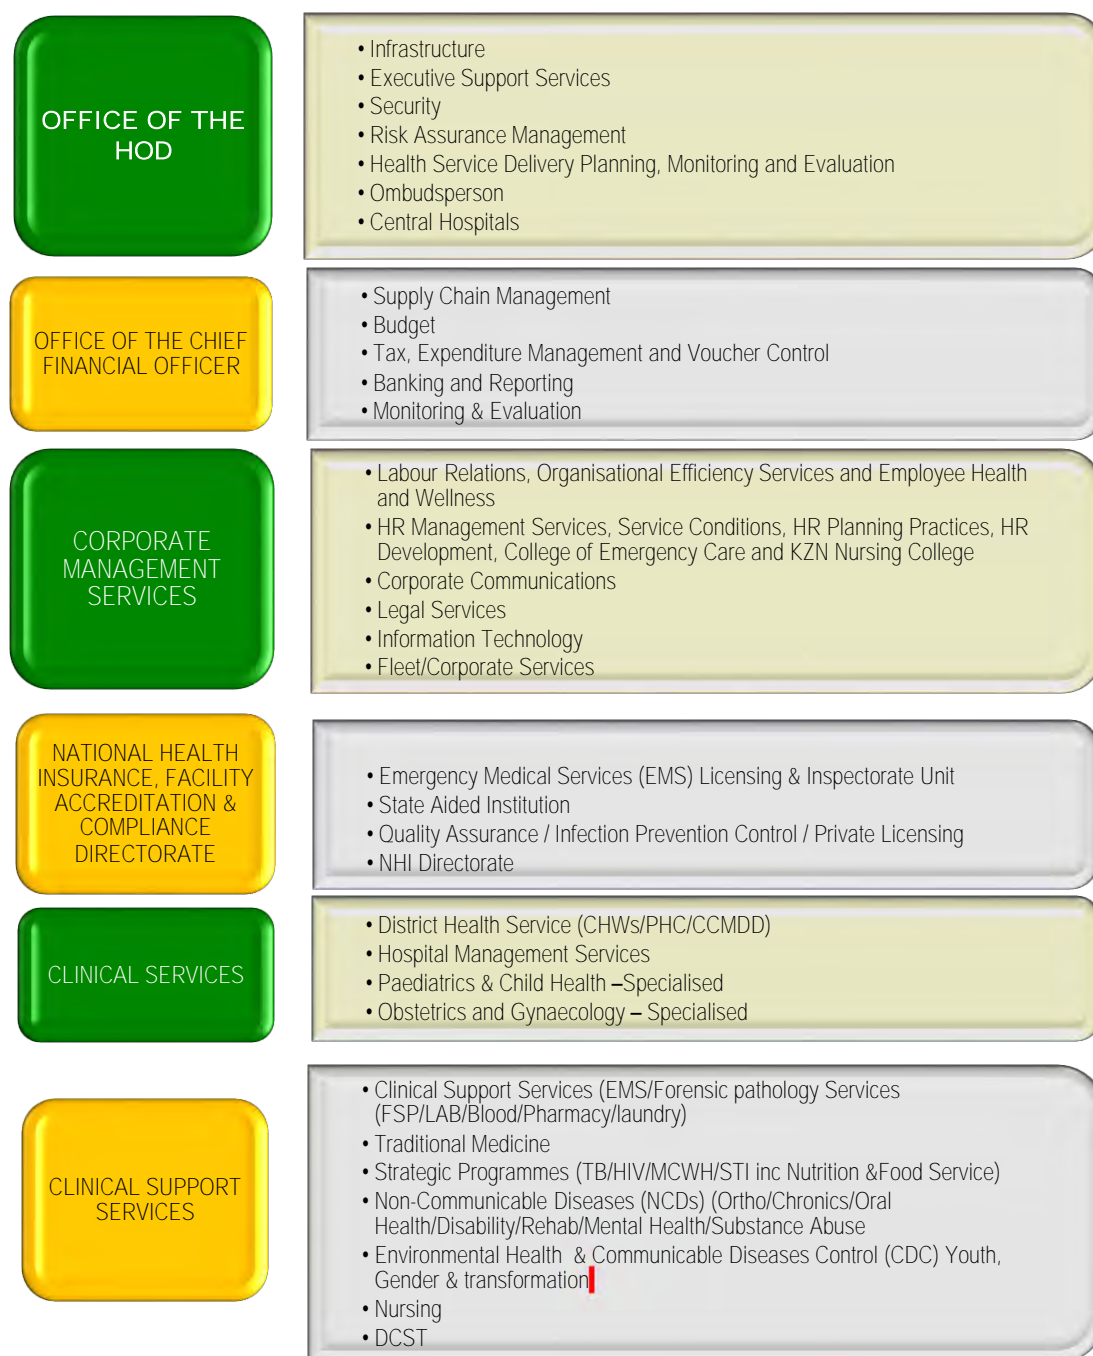 OFFICE OF THE
HOD
• Infrastructure
• Executive Support Services
• Security
• Risk Assurance Management
• Health Service Delivery Planning, Monitoring and Evaluation
• Ombudsperson
• Central Hospitals
OFFICE OF THE CHIEF
FINANCIAL OFFICER
• Supply Chain Management
• Budget
• Tax, Expenditure Management and Voucher Control
• Banking and Reporting
• Monitoring & Evaluation
CORPORATE
MANAGEMENT
SERVICES
• Labour Relations, Organisational Efficiency Services and Employee Health
and Wellness
• HR Management Services, Service Conditions, HR Planning Practices, HR
Development, College of Emergency Care and KZN Nursing College
• Corporate Communications
• Legal Services
• Information Technology
• Fleet/Corporate Services
NATIONAL HEALTH
INSURANCE, FACILITY
ACCREDITATION &
COMPLIANCE
DIRECTORATE
• Emergency Medical Services (EMS) Licensing & Inspectorate Unit
• State Aided Institution
• Quality Assurance / Infection Prevention Control / Private Licensing
• NHI Directorate
CLINICAL SERVICES
• District Health Service (CHWs/PHC/CCMDD)
• Hospital Management Services
• Paediatrics & Child Health –Specialised
• Obstetrics and Gynaecology – Specialised
CLINICAL SUPPORT
SERVICES
• Clinical Support Services (EMS/Forensic pathology Services
(FSP/LAB/Blood/Pharmacy/laundry)
• Traditional Medicine
• Strategic Programmes (TB/HIV/MCWH/STI inc Nutrition &Food Service)
• Non-Communicable Diseases (NCDs) (Ortho/Chronics/Oral
Health/Disability/Rehab/Mental Health/Substance Abuse
• Environmental Health & Communicable Diseases Control (CDC) Youth,
Gender & transformation
• Nursing
• DCST